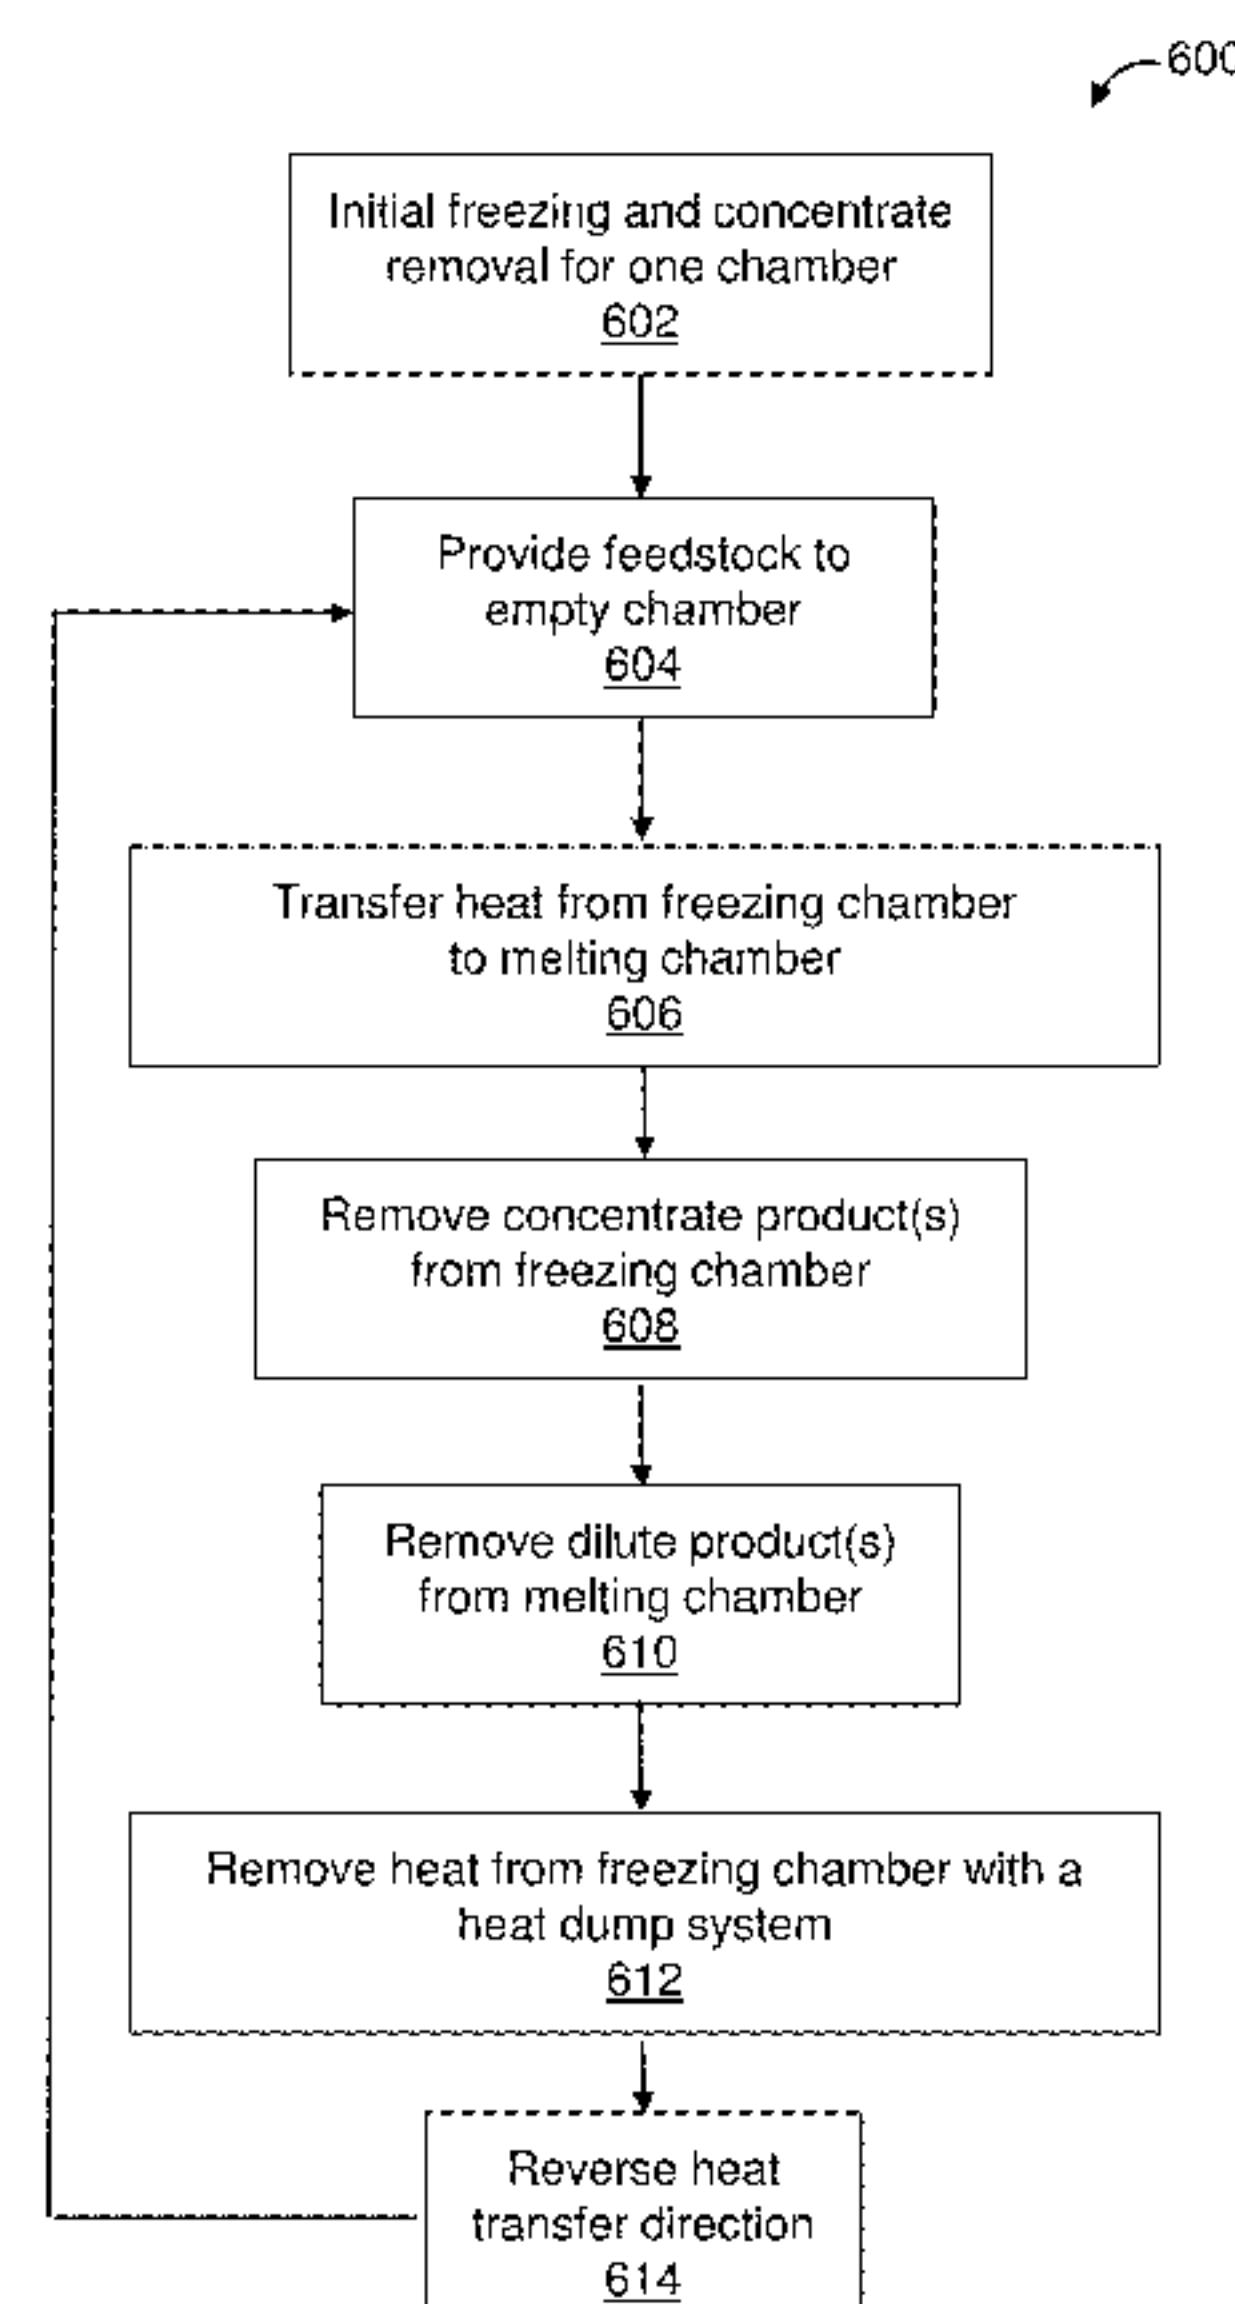 600
Initial freezing and concentrate
removal for one chamber
602
Provide feedstock to
empty chamber
604
Transfer heat from freezing chamber
to melting chamber
606
Remove concentrate product(s)
from freezing chamber
608
Remove dilute product(s)
from melting chamber
610
Remove heat from freezing chamber with a
heat dump system
612
Reverse heat
transfer direction
614